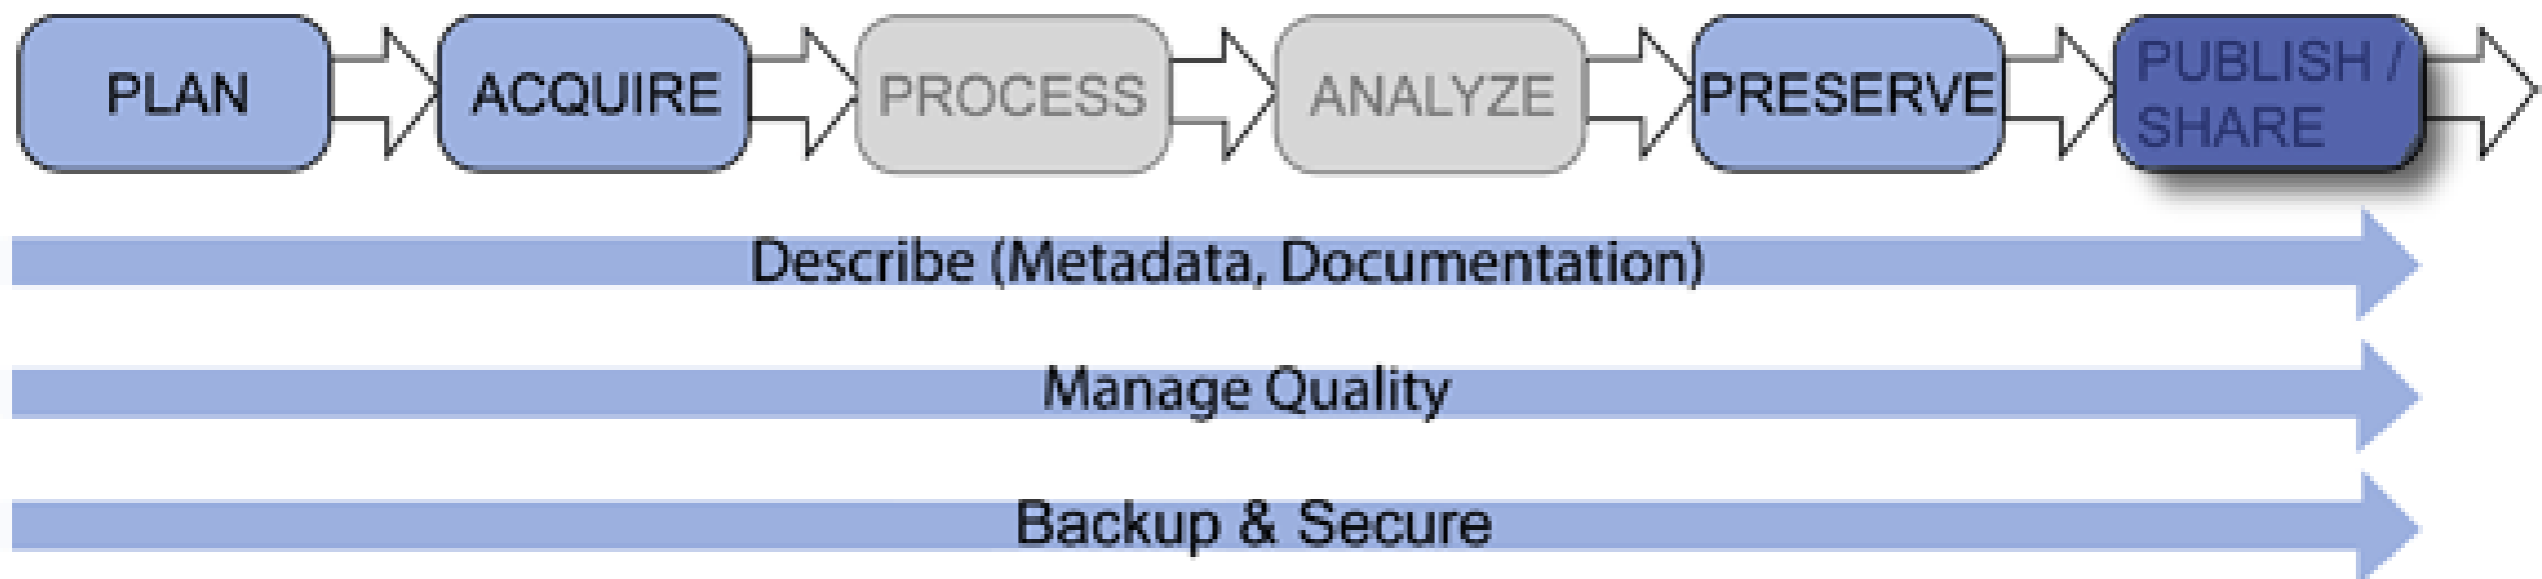 PLAN
ACQUIRE
PROCESS
ANALYZE
PRESERVE
PUBLISH /
SHARE
Describe (Metadata, Documentation)
Manage Quality
Backup & Secure